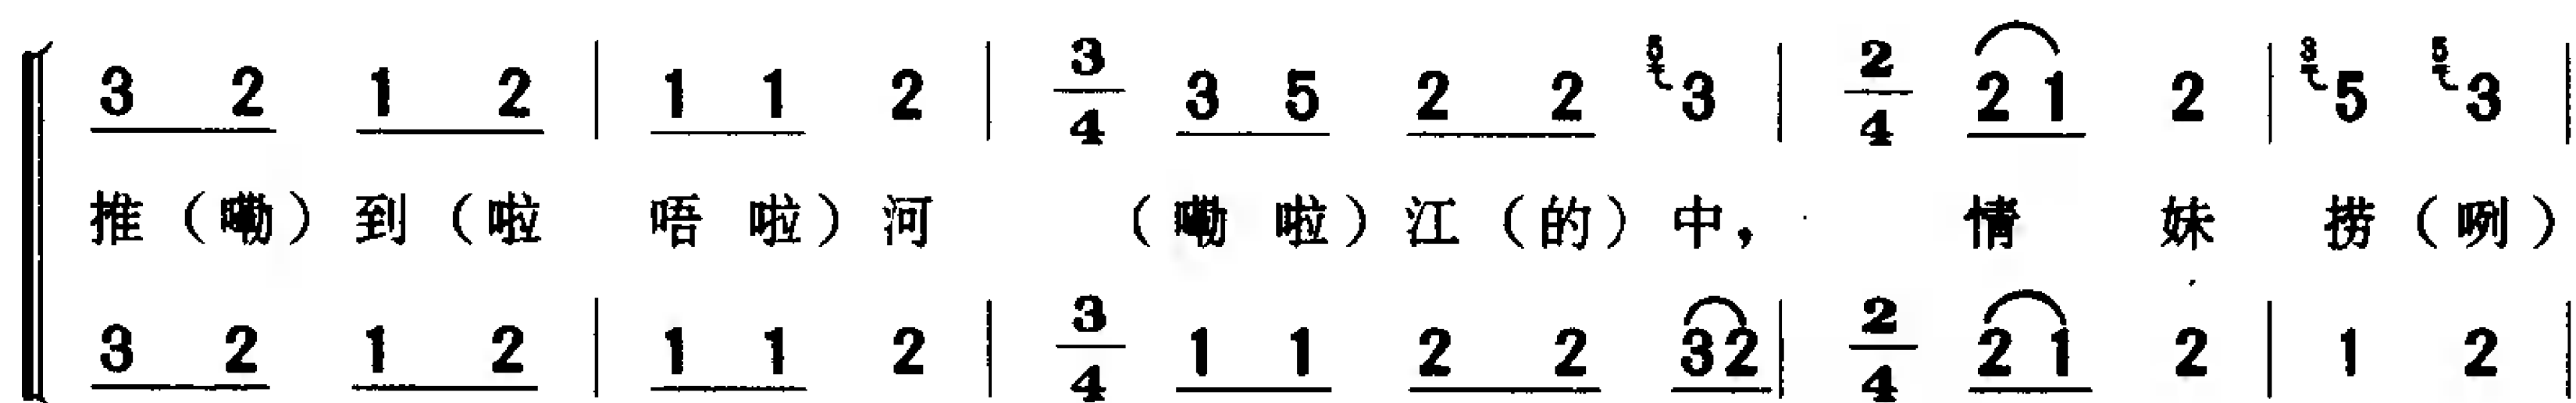 3 2 1 2 | 1 1 2 | 3/4 3 5 2 2 5 3 | 2/4 2 1 2 | 3 5 5 3 |
推（嘞）到（啦 唔 啦）河 （嘞 啦）江（的）中， 情 妹 捞（咧）
3 2 1 2 | 1 1 2 | 3/4 1 1 2 2 3 2 | 2/4 2 1 2 | 1 2 |